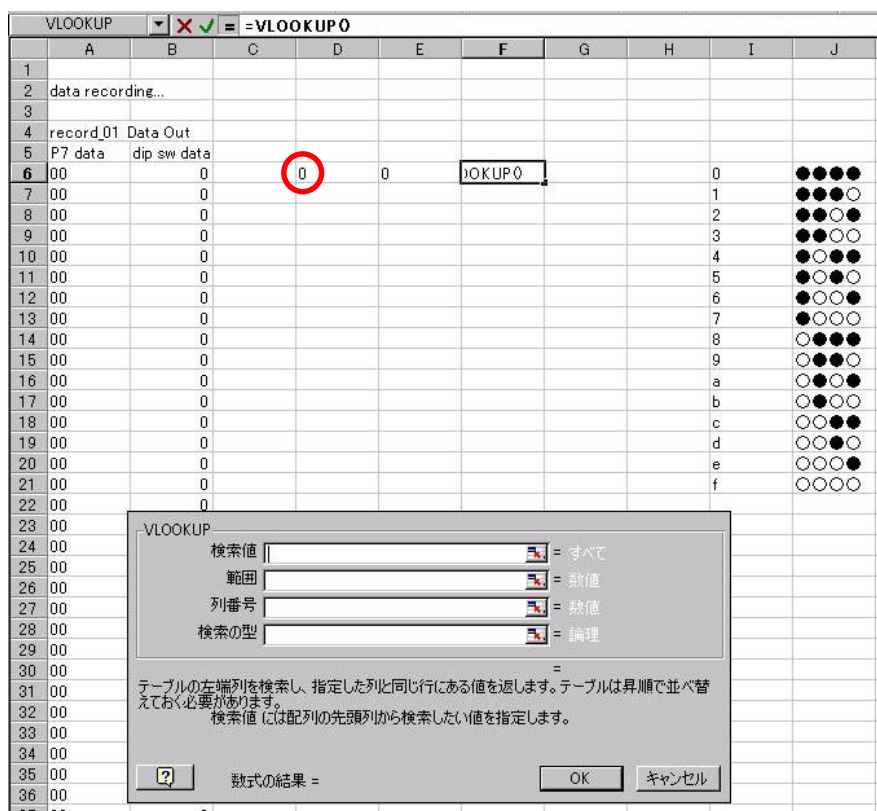 VLOOKUP = =VLOOKUP()
A B C D E F G H I J
1
2 data recording...
3
4 record_01 Data Out
5 P7 data dip sw data
6 00 0 0 0 OOKUP() 0 ●●●●
7 00 0 1 ●●●○
8 00 0 2 ●●○●
9 00 0 3 ●●○○
10 00 0 4 ●○●●
11 00 0 5 ●○●○
12 00 0 6 ●○○●
13 00 0 7 ●○○○
14 00 0 8 ○●●●
15 00 0 9 ○●●○
16 00 0 a ○●○●
17 00 0 b ○●○○
18 00 0 c ○○●●
19 00 0 d ○○●○
20 00 0 e ○○○●
21 00 0 f ○○○○
22 00 0
23 00
24 00
25 00
26 00
27 00
28 00
29 00
30 00
31 00
32 00
33 00
34 00
35 00
36 00
VLOOKUP
検索値 = すべて
範囲 = 数値
列番号 = 数値
検索の型 = 論理
=
テーブルの左端列を検索し、指定した列と同じ行にある値を返します。テーブルは昇順で並べ替
えておく必要があります。
検索値 には配列の先頭列から検索したい値を指定します。
? 数式の結果 = OK キャンセル